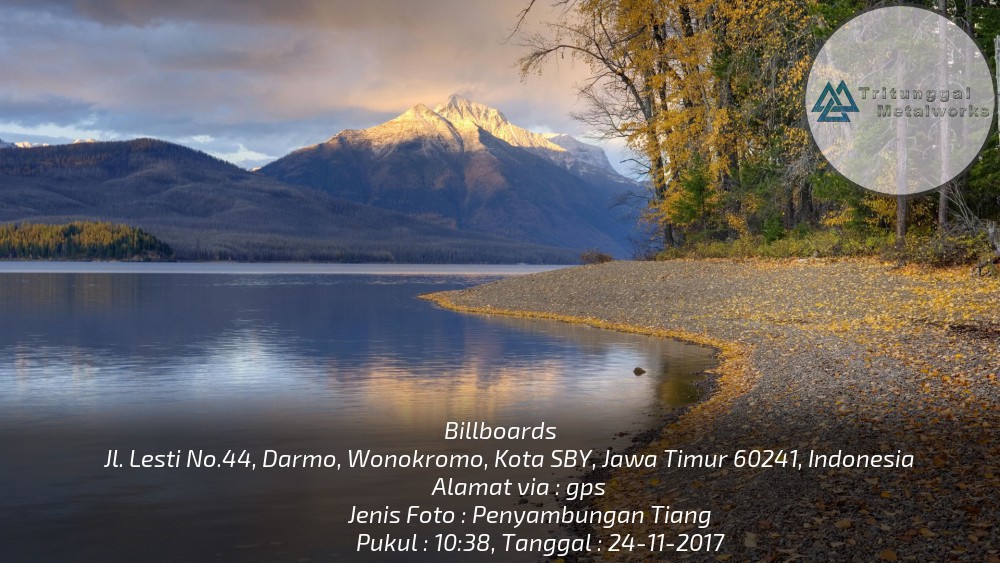 Tritunggal
Metalworks
Billboards
Jl. Lesti No.44, Darmo, Wonokromo, Kota SBY, Jawa Timur 60241, Indonesia
Alamat via : gps
Jenis Foto : Penyambungan Tiang
Pukul : 10:38, Tanggal : 24-11-2017